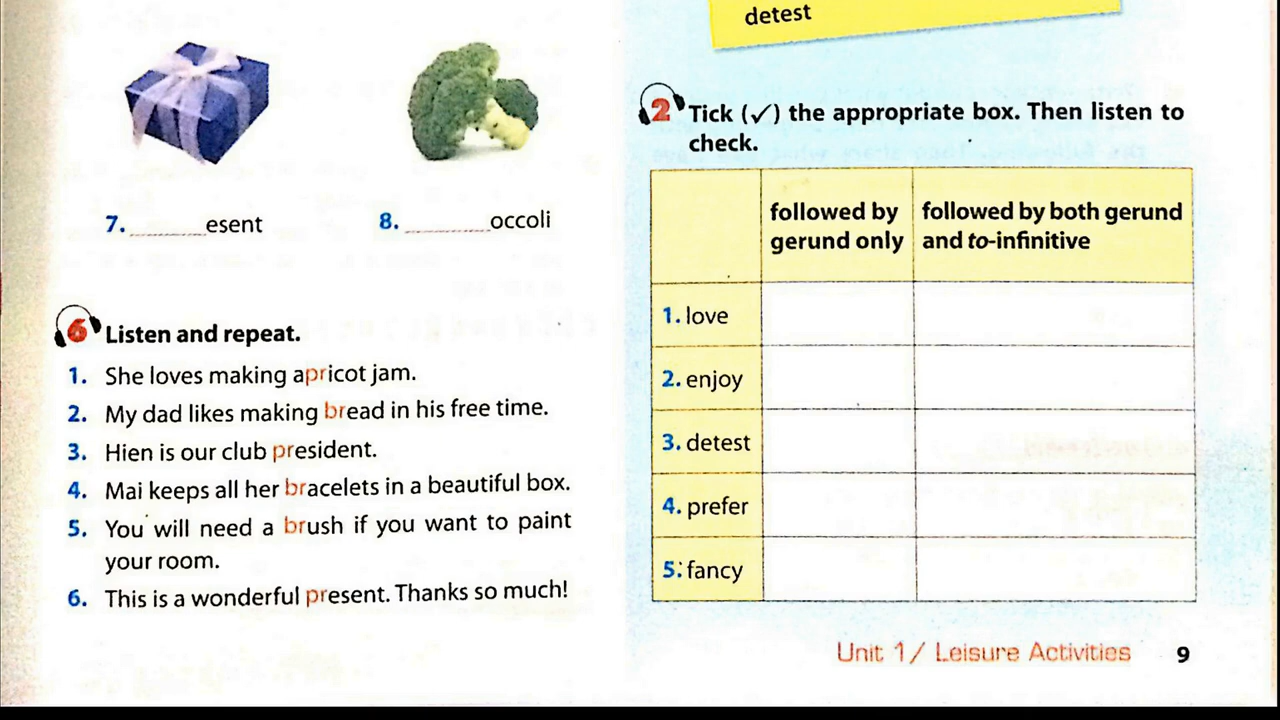 7. ________esent
8. ________occoli
6 Listen and repeat.
1. She loves making apricot jam.
2. My dad likes making bread in his free time.
3. Hien is our club president.
4. Mai keeps all her bracelets in a beautiful box.
5. You will need a brush if you want to paint
your room.
6. This is a wonderful present. Thanks so much!
detest
2 Tick (✓) the appropriate box. Then listen to
check.
followed by
gerund only
followed by both gerund
and to-infinitive
1. love
2. enjoy
3. detest
4. prefer
5. fancy
Unit 1/ Leisure Activities 9